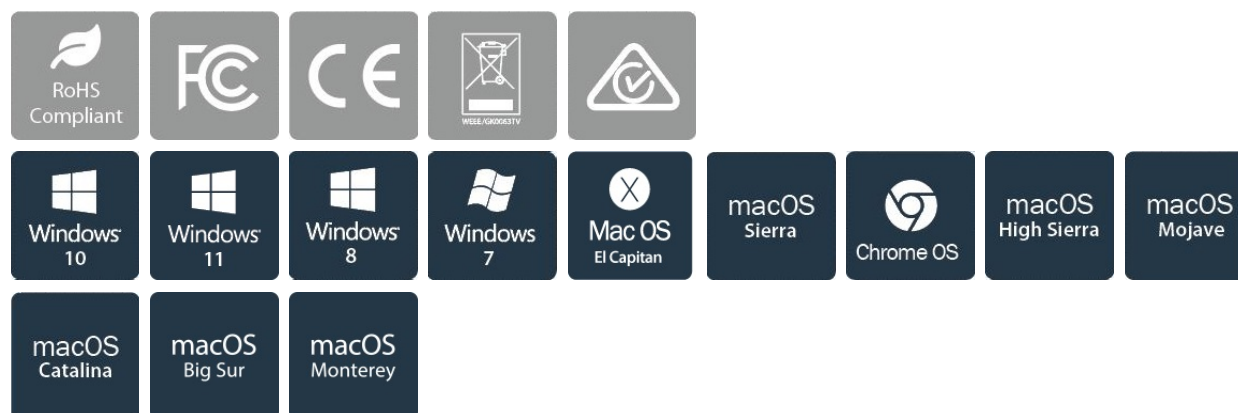 RoHS
Compliant
FC
CE
WEEE/GK0063TV
Windows
10
Windows
11
Windows
8
Windows
7
X
Mac OS
El Capitan
macOS
Sierra
Chrome OS
macOS
High Sierra
macOS
Mojave
macOS
Catalina
macOS
Big Sur
macOS
Monterey